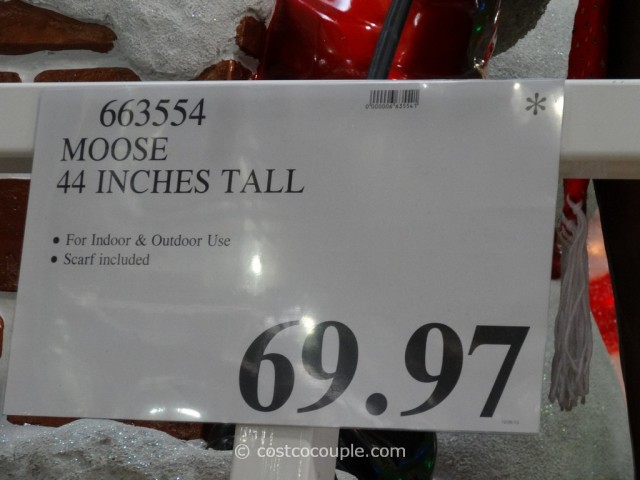 663554
*
MOOSE
44 INCHES TALL
• For Indoor & Outdoor Use
• Scarf included
69.97
© costcocouple.com